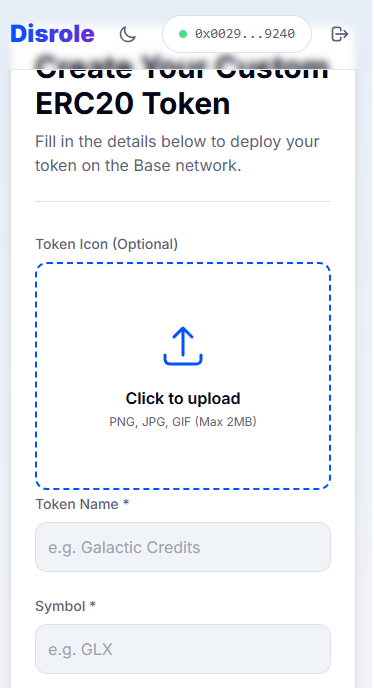 Disrole
0x0029...9240
Create Your Custom
ERC20 Token
Fill in the details below to deploy your
token on the Base network.
Token Icon (Optional)
Click to upload
PNG, JPG, GIF (Max 2MB)
Token Name *
e.g. Galactic Credits
Symbol *
e.g. GLX